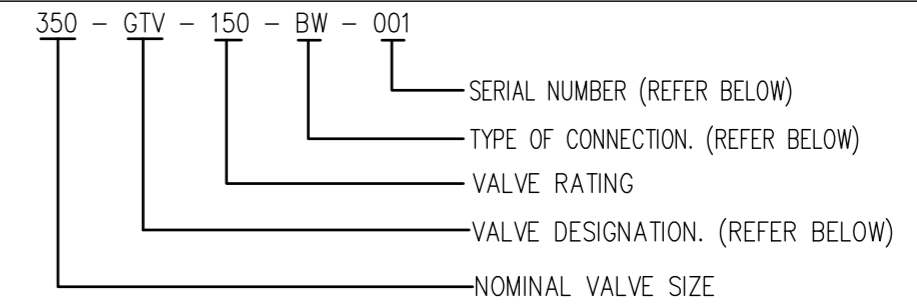 350 - GTV - 150 - BW - 001
SERIAL NUMBER (REFER BELOW)
TYPE OF CONNECTION. (REFER BELOW)
VALVE RATING
VALVE DESIGNATION. (REFER BELOW)
NOMINAL VALVE SIZE